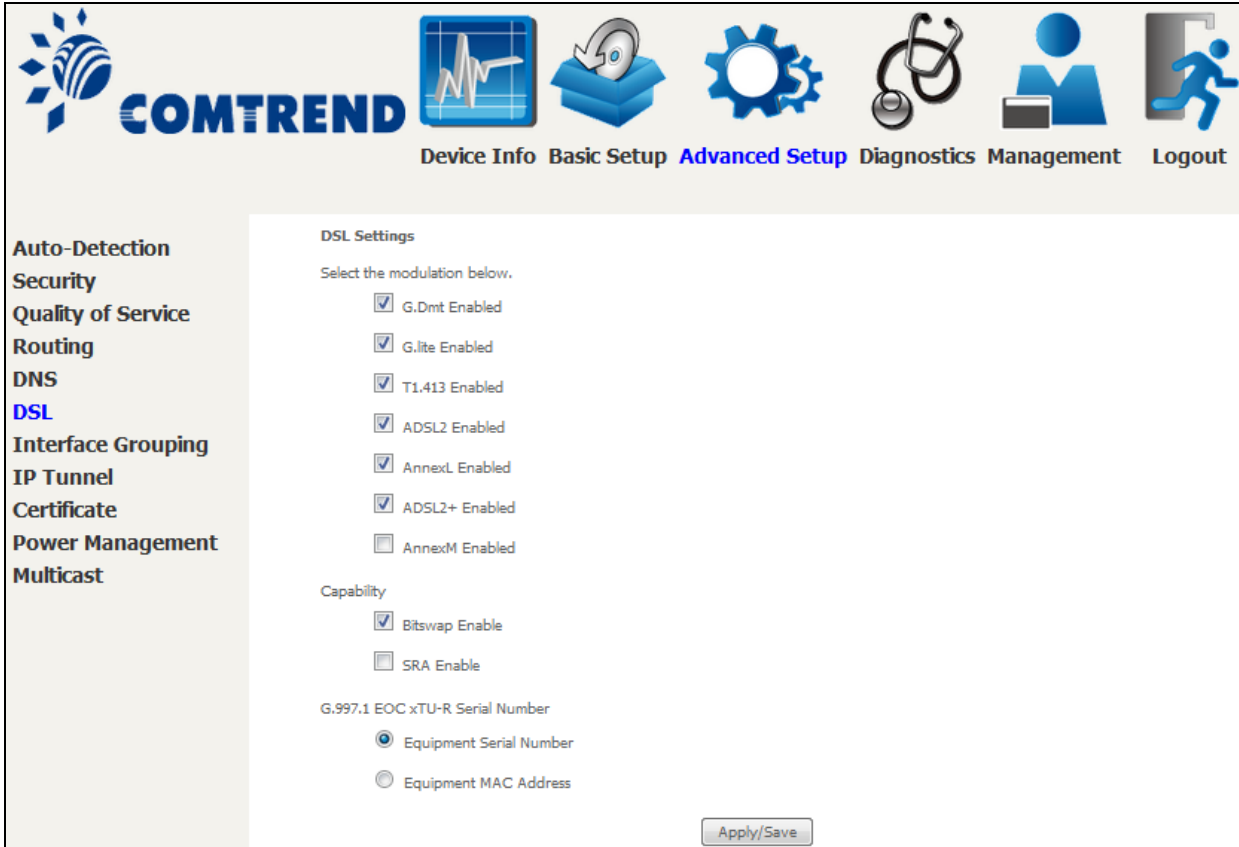 COMTREND
Device Info Basic Setup Advanced Setup Diagnostics Management Logout
Auto-Detection
Security
Quality of Service
Routing
DNS
DSL
Interface Grouping
IP Tunnel
Certificate
Power Management
Multicast
DSL Settings
Select the modulation below.
G.Dmt Enabled
G.lite Enabled
T1.413 Enabled
ADSL2 Enabled
AnnexL Enabled
ADSL2+ Enabled
AnnexM Enabled
Capability
Bitswap Enable
SRA Enable
G.997.1 EOC xTU-R Serial Number
Equipment Serial Number
Equipment MAC Address
Apply/Save